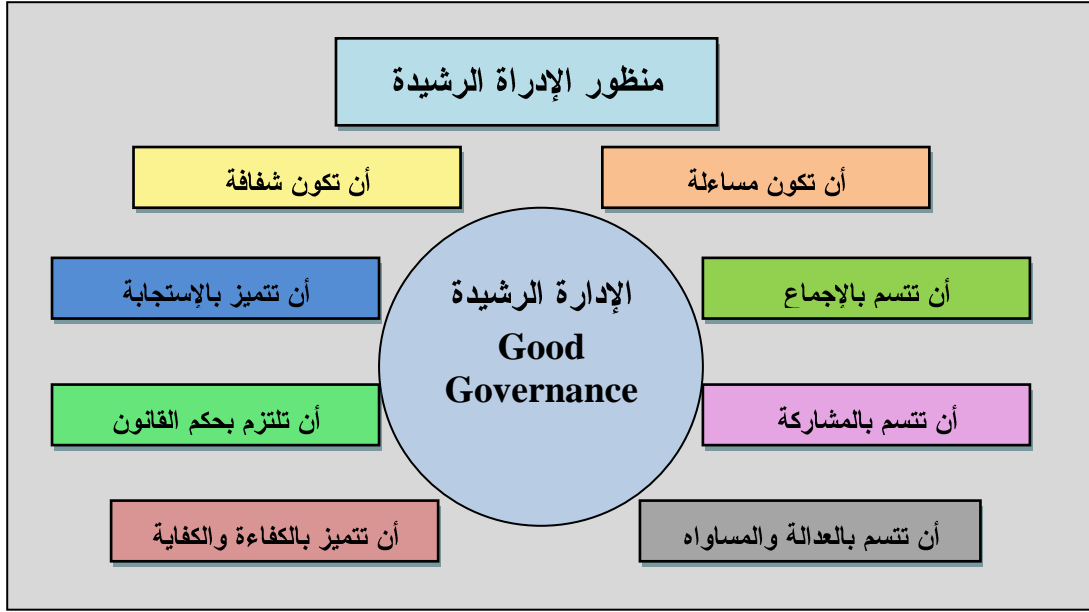 منظور الإدراة الرشيدة
أن تكون مساءلة
أن تكون شفافة
أن تتسم بالإجماع
الإدارة الرشيدة
Good
Governance
أن تتميز بالإستجابة
أن تتسم بالمشاركة
أن تلتزم بحكم القانون
أن تتسم بالعدالة والمساواه
أن تتميز بالكفاءة والكفاية